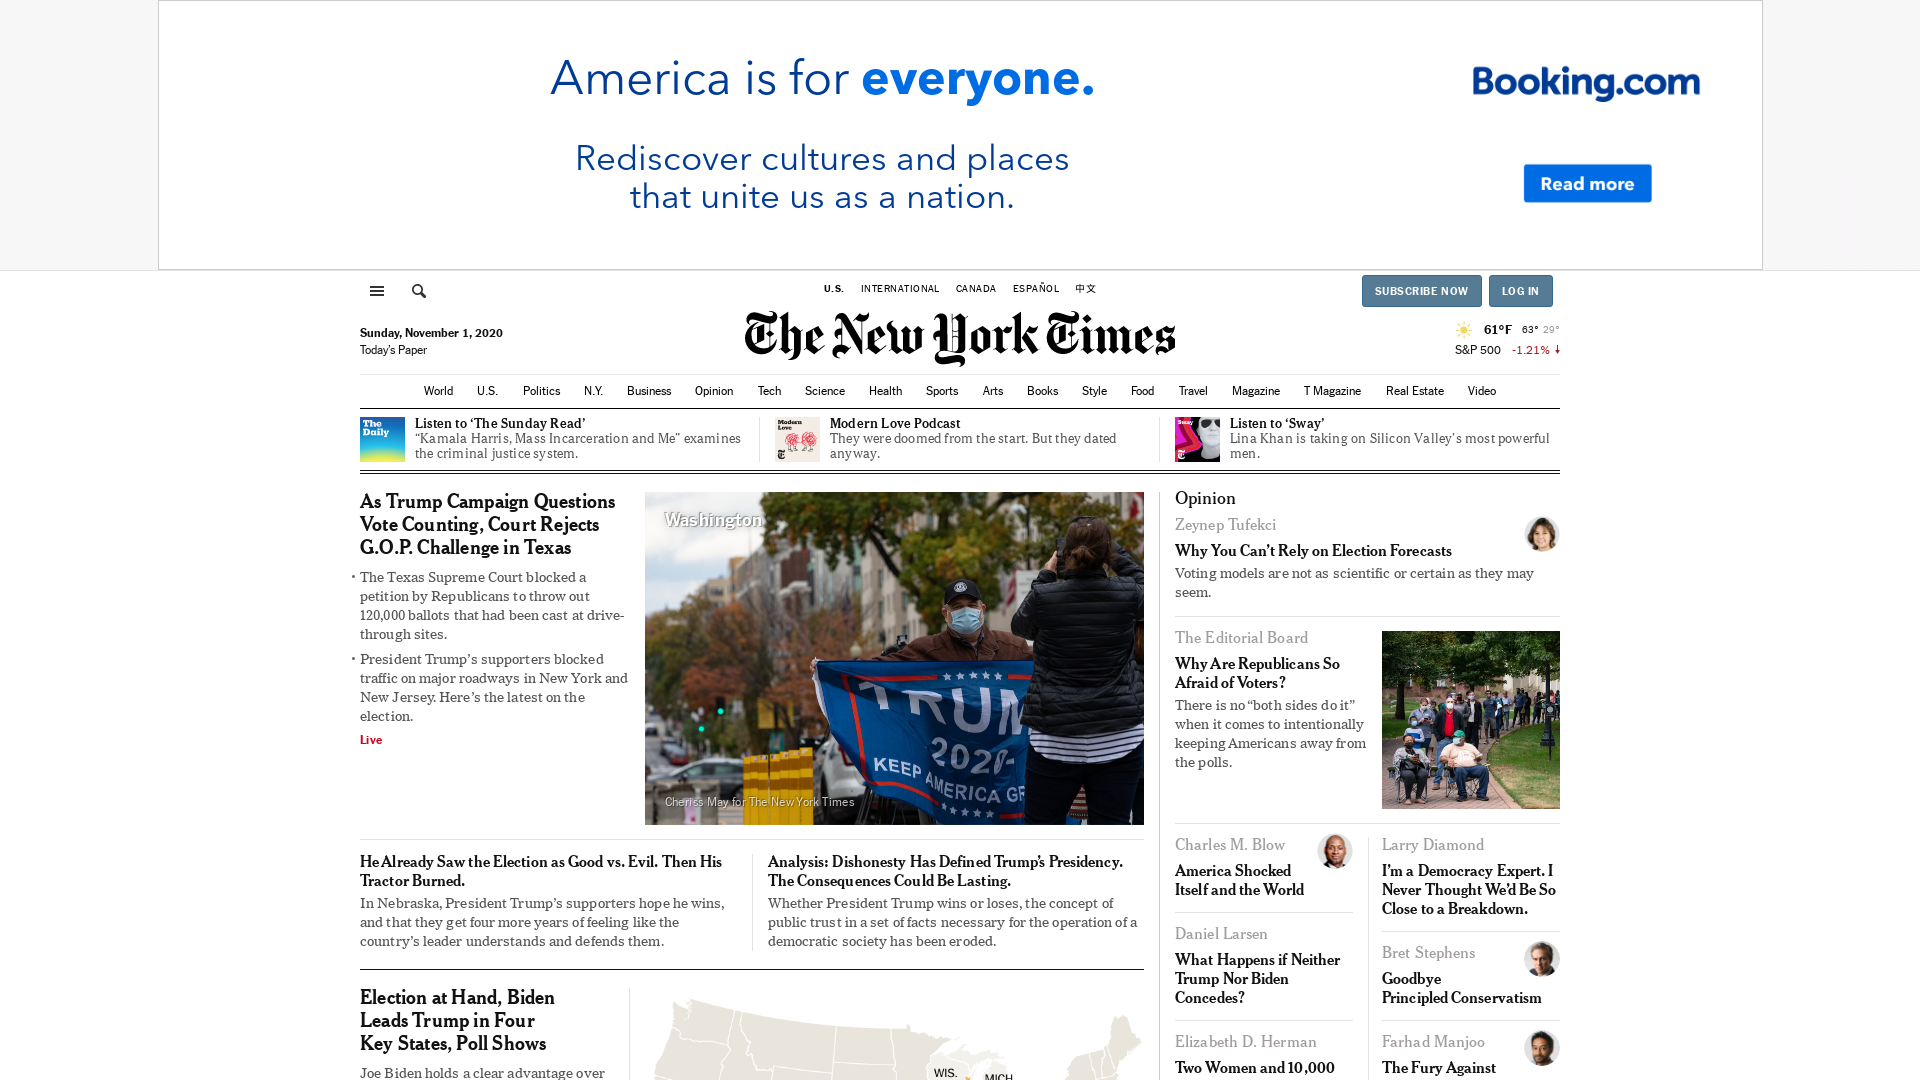 America is for everyone.
Booking.com
Rediscover cultures and places
that unite us as a nation.
Read more
U.S. INTERNATIONAL CANADA ESPAÑOL 中文
SUBSCRIBE NOW
LOG IN
Sunday, November 1, 2020
Today's Paper
The New York Times
61°F 63° 29°
S&P 500 -1.21%
World U.S. Politics N.Y. Business Opinion Tech Science Health Sports Arts Books Style Food Travel Magazine T Magazine Real Estate Video
The
Daily
Listen to ‘The Sunday Read’
“Kamala Harris, Mass Incarceration and Me” examines
the criminal justice system.
Modern
Love
Modern Love Podcast
They were doomed from the start. But they dated
anyway.
Sway
Listen to ‘Sway’
Lina Khan is taking on Silicon Valley’s most powerful
men.
As Trump Campaign Questions
Vote Counting, Court Rejects
G.O.P. Challenge in Texas
• The Texas Supreme Court blocked a
petition by Republicans to throw out
120,000 ballots that had been cast at drive-
through sites.
• President Trump’s supporters blocked
traffic on major roadways in New York and
New Jersey. Here’s the latest on the
election.
Live
Washington
TRUM
2020
KEEP AMERICA GR
Cheriss May for The New York Times
He Already Saw the Election as Good vs. Evil. Then His
Tractor Burned.
In Nebraska, President Trump’s supporters hope he wins,
and that they get four more years of feeling like the
country’s leader understands and defends them.
Analysis: Dishonesty Has Defined Trump’s Presidency.
The Consequences Could Be Lasting.
Whether President Trump wins or loses, the concept of
public trust in a set of facts necessary for the operation of a
democratic society has been eroded.
Election at Hand, Biden
Leads Trump in Four
Key States, Poll Shows
Joe Biden holds a clear advantage over
WIS.
MICH
Opinion
Zeynep Tufekci
Why You Can’t Rely on Election Forecasts
Voting models are not as scientific or certain as they may
seem.
The Editorial Board
Why Are Republicans So
Afraid of Voters?
There is no “both sides do it”
when it comes to intentionally
keeping Americans away from
the polls.
Charles M. Blow
America Shocked
Itself and the World
Daniel Larsen
What Happens if Neither
Trump Nor Biden
Concedes?
Elizabeth D. Herman
Two Women and 10,000
Larry Diamond
I’m a Democracy Expert. I
Never Thought We’d Be So
Close to a Breakdown.
Bret Stephens
Goodbye
Principled Conservatism
Farhad Manjoo
The Fury Against